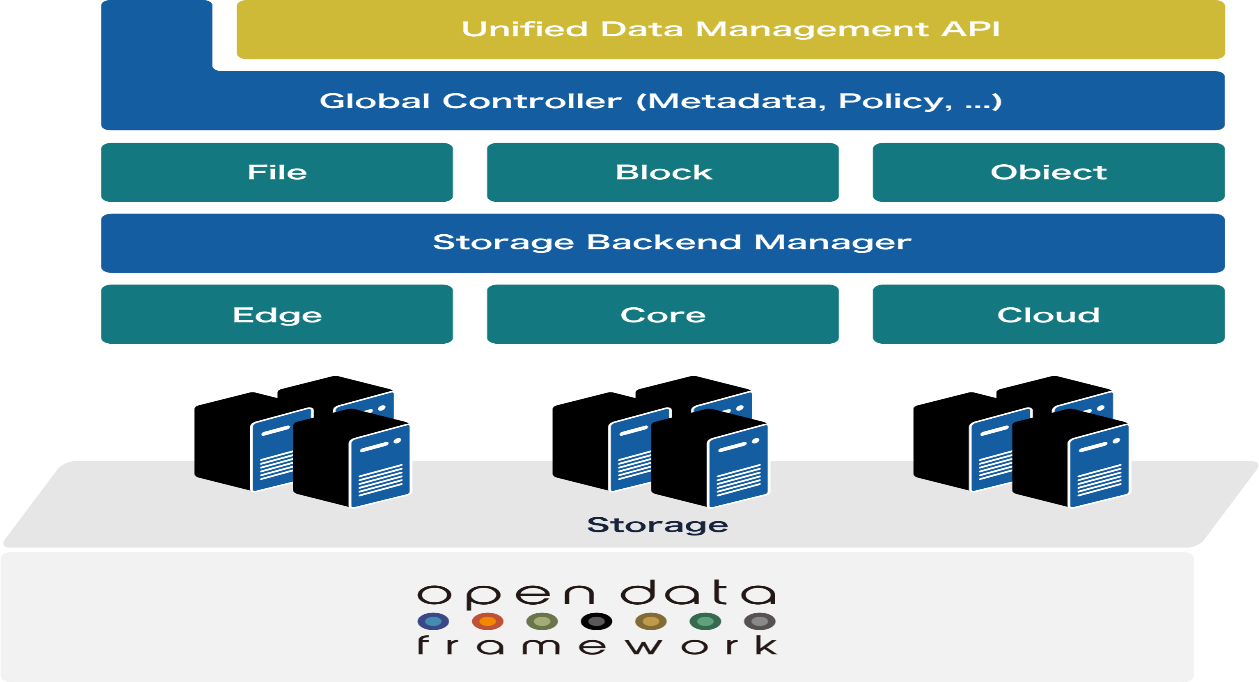 Unified Data Management API
Global Controller (Metadata, Policy, ...)
File
Block
Obiect
Storage Backend Manager
Edge
Core
Cloud
Storage
open data
framework